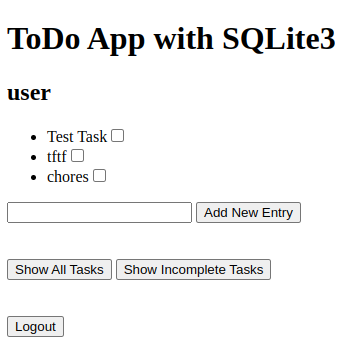 ToDo App with SQLite3
user
Test Task
tftf
chores
Add New Entry
Show All Tasks Show Incomplete Tasks
Logout